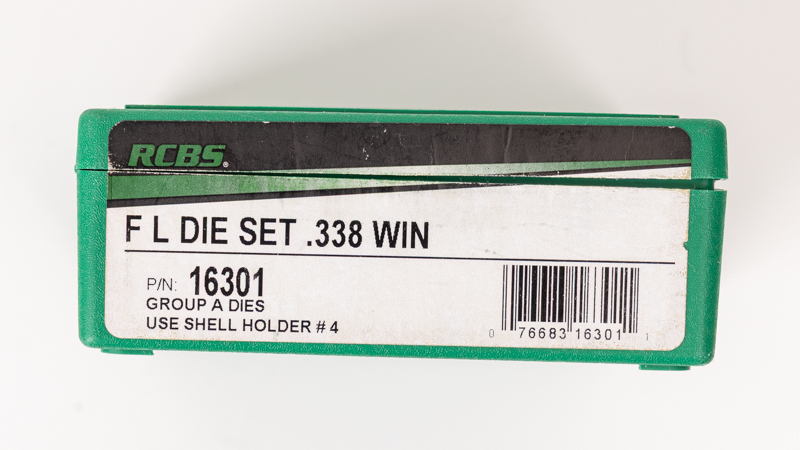 RCBS®
F L DIE SET .338 WIN
P/N: 16301
GROUP A DIES
USE SHELL HOLDER # 4
0 76683 16301 1